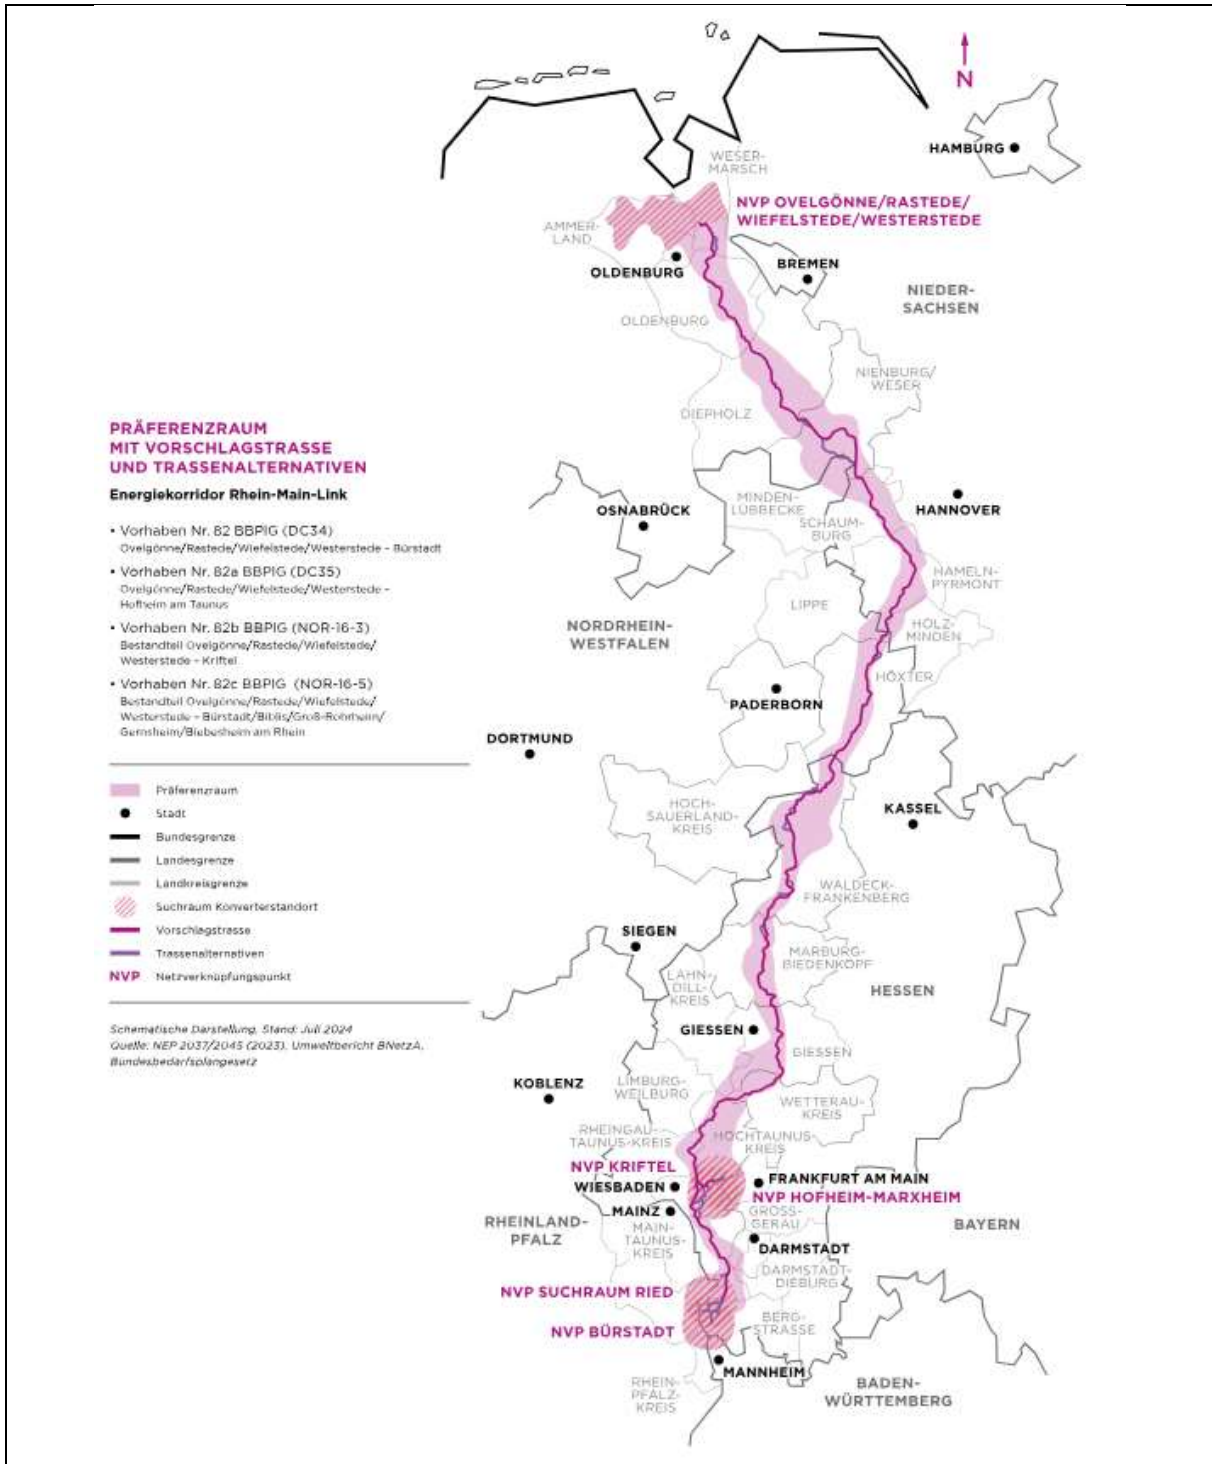 N
HAMBURG
WESER-
MARSCH
NVP OVELGÖNNE/RASTEDE/
WIEFELSTEDE/WESTERSTEDE
AMMER-
LAND
OLDENBURG
BREMEN
NIEDER-
SACHSEN
OLDENBURG
NIENBURG/
WESER
DIEPHOLZ
PRÄFERENZRAUM
MIT VORSCHLAGSTRASSE
UND TRASSENALTERNATIVEN
Energiekorridor Rhein-Main-Link
• Vorhaben Nr. 82 BBPlG (DC34)
Ovelgönne/Rastede/Wiefelstede/Westerstede – Bürstadt
• Vorhaben Nr. 82a BBPlG (DC35)
Ovelgönne/Rastede/Wiefelstede/Westerstede –
Hofheim am Taunus
• Vorhaben Nr. 82b BBPlG (NOR-16-3)
Bestandteil Ovelgönne/Rastede/Wiefelstede/
Westerstede – Kriftel
• Vorhaben Nr. 82c BBPlG (NOR-16-5)
Bestandteil Ovelgönne/Rastede/Wiefelstede/
Westerstede – Bürstadt/Biblis/Groß-Rohrheim/
Gernsheim/Biebesheim am Rhein
Präferenzraum
Stadt
Bundesgrenze
Landesgrenze
Landkreisgrenze
Suchraum Konverterstandort
Vorschlagstrasse
Trassenalternativen
NVP Netzverknüpfungspunkt
Schematische Darstellung, Stand: Juli 2024
Quelle: NEP 2037/2045 (2023), Umweltbericht BNetzA,
Bundesbedarfsplangesetz
OSNABRÜCK
MINDEN-
LÜBBECKE
HANNOVER
SCHAUM-
BURG
HAMELN-
PYRMONT
LIPPE
NORDRHEIN-
WESTFALEN
HOLZ-
MINDEN
HÖXTER
PADERBORN
DORTMUND
HOCH-
SAUERLAND-
KREIS
KASSEL
WALDECK-
FRANKENBERG
SIEGEN
MARBURG-
BIEDENKOPF
LAHN-
DILL-
KREIS
HESSEN
GIESSEN
GIESSEN
KOBLENZ
LIMBURG-
WEILBURG
WETTERAU-
KREIS
RHEINGAU-
TAUNUS-KREIS
HOCHTAUNUS-
KREIS
NVP KRIFTEL
WIESBADEN
FRANKFURT AM MAIN
NVP HOFHEIM-MARXHEIM
MAINZ
GROSS-
GERAU
RHEINLAND-
PFALZ
MAIN-
TAUNUS-
KREIS
BAYERN
DARMSTADT
DARMSTADT-
DIEBURG
NVP SUCHRAUM RIED
BERG-
STRASSE
NVP BÜRSTADT
MANNHEIM
RHEIN-
PFALZ-
KREIS
BADEN-
WÜRTTEMBERG